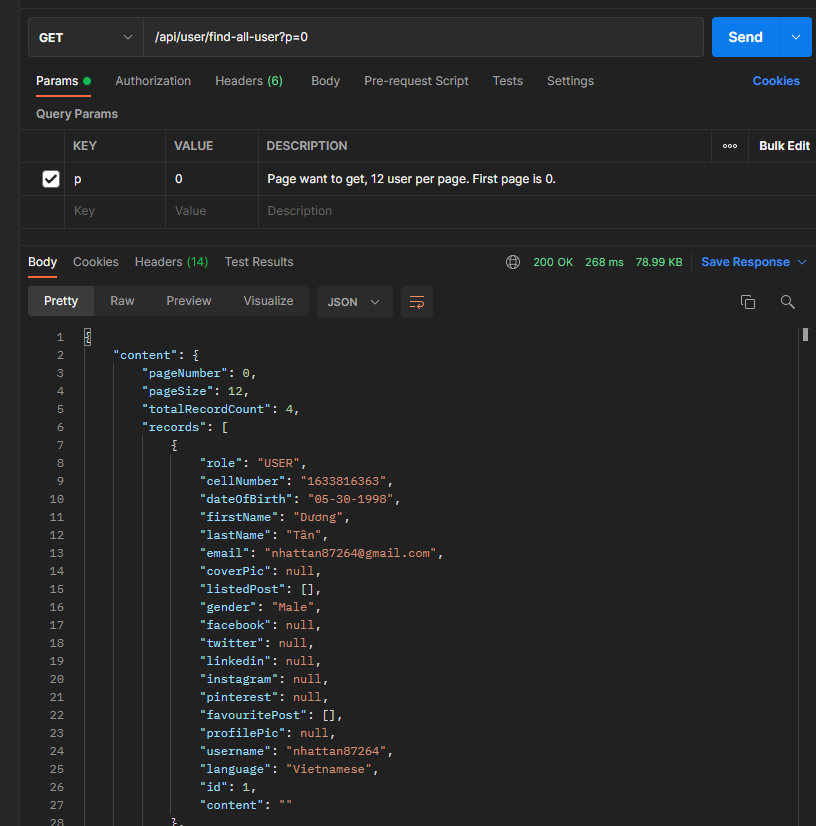 GET /api/user/find-all-user?p=0 Send
Params Authorization Headers (6) Body Pre-request Script Tests Settings Cookies
Query Params
KEY VALUE DESCRIPTION Bulk Edit
p 0 Page want to get, 12 user per page. First page is 0.
Key Value Description
Body Cookies Headers (14) Test Results 200 OK 268 ms 78.99 KB Save Response
Pretty Raw Preview Visualize JSON
1 {
2 "content": {
3 "pageNumber": 0,
4 "pageSize": 12,
5 "totalRecordCount": 4,
6 "records": [
7 {
8 "role": "USER",
9 "cellNumber": "1633816363",
10 "dateOfBirth": "05-30-1998",
11 "firstName": "Dương",
12 "lastName": "Tân",
13 "email": "nhattan87264@gmail.com",
14 "coverPic": null,
15 "listedPost": [],
16 "gender": "Male",
17 "facebook": null,
18 "twitter": null,
19 "linkedin": null,
20 "instagram": null,
21 "pinterest": null,
22 "favouritePost": [],
23 "profilePic": null,
24 "username": "nhattan87264",
25 "language": "Vietnamese",
26 "id": 1,
27 "content": ""
28 },